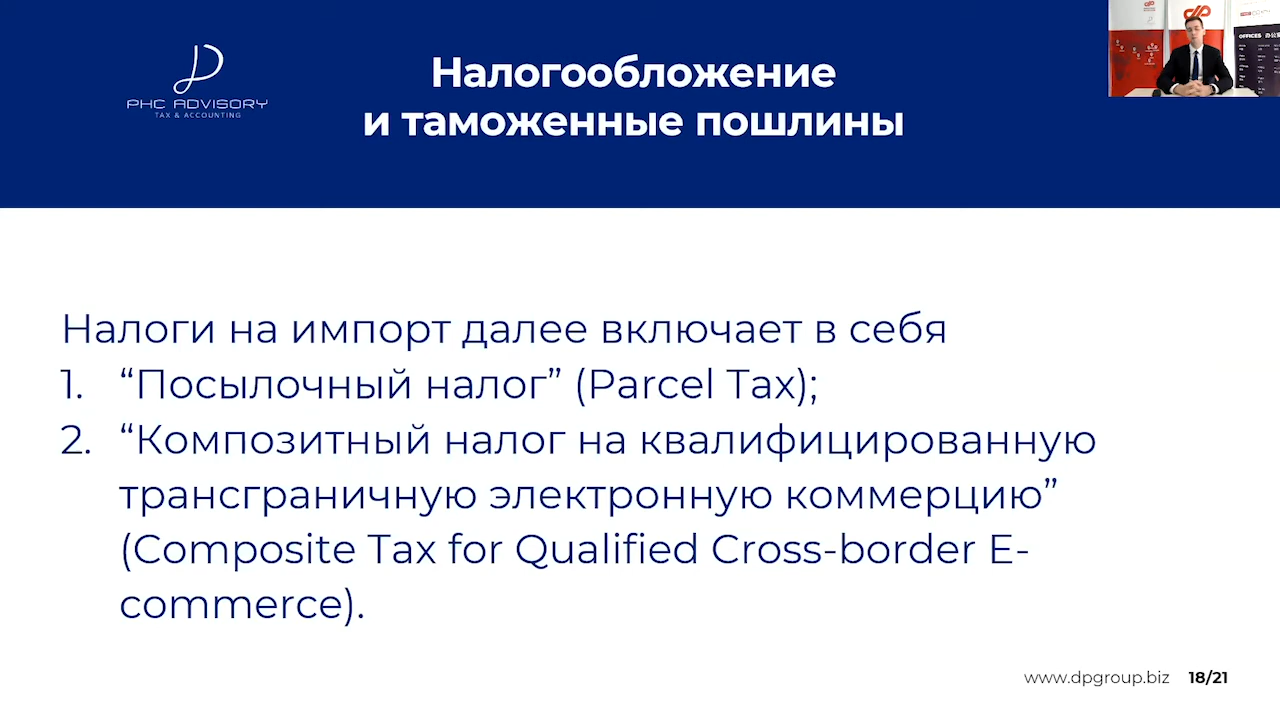 PHC ADVISORY
TAX & ACCOUNTING
Налогообложение
и таможенные пошлины
OFFICES
Налоги на импорт далее включает в себя
1. “Посылочный налог” (Parcel Tax);
2. “Композитный налог на квалифицированную
трансграничную электронную коммерцию”
(Composite Tax for Qualified Cross-border E-
commerce).
www.dpgroup.biz 18/21